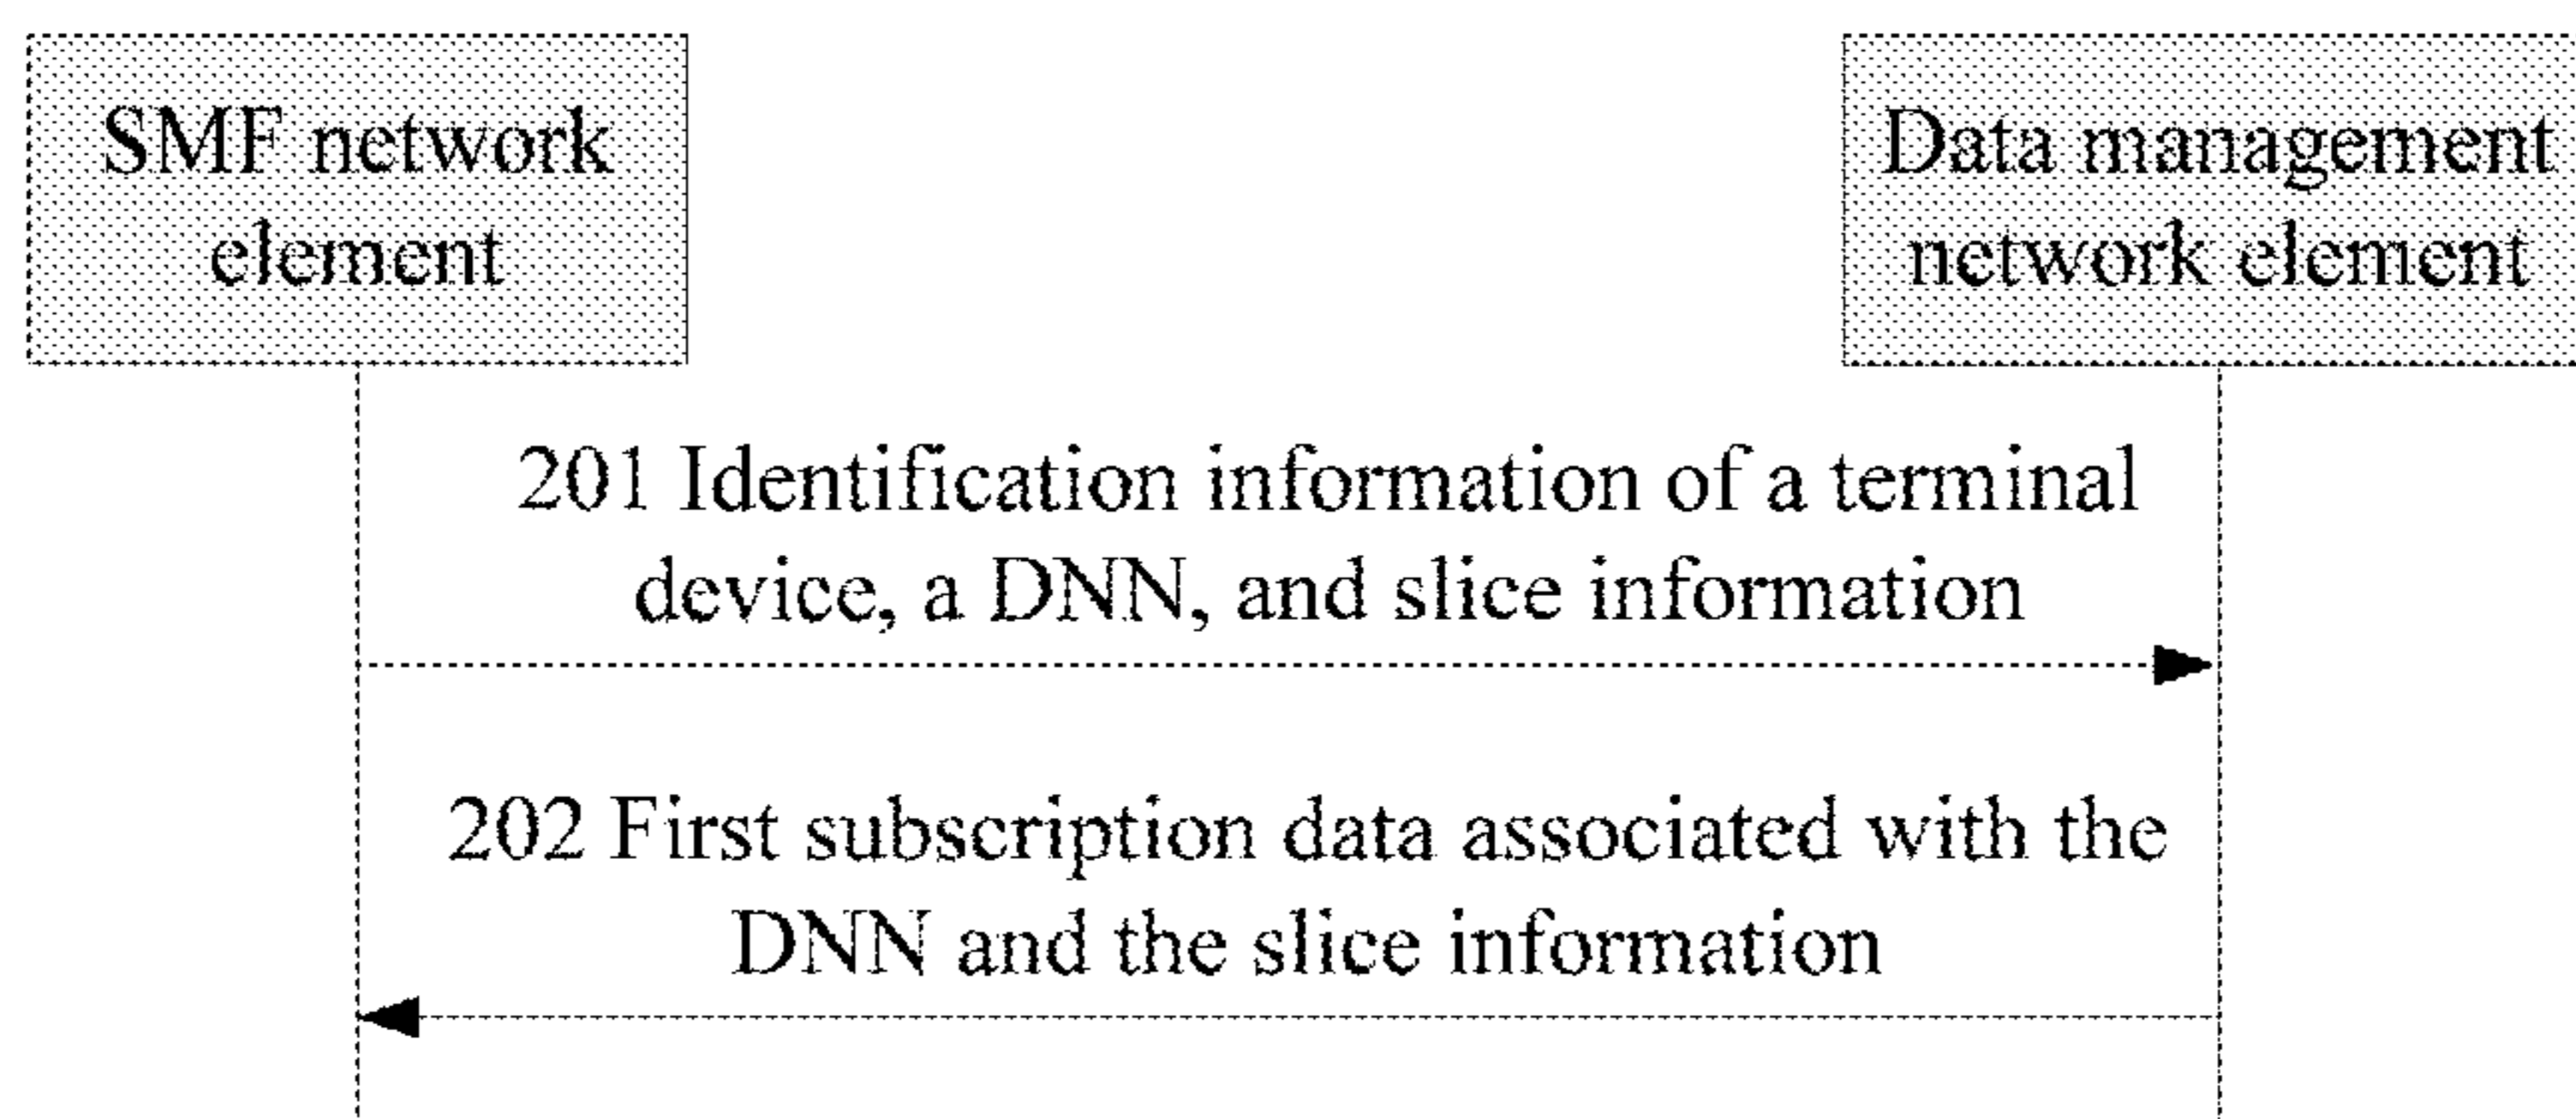 SMF network
element
Data management
network element
201 Identification information of a terminal
device, a DNN, and slice information
202 First subscription data associated with the
DNN and the slice information